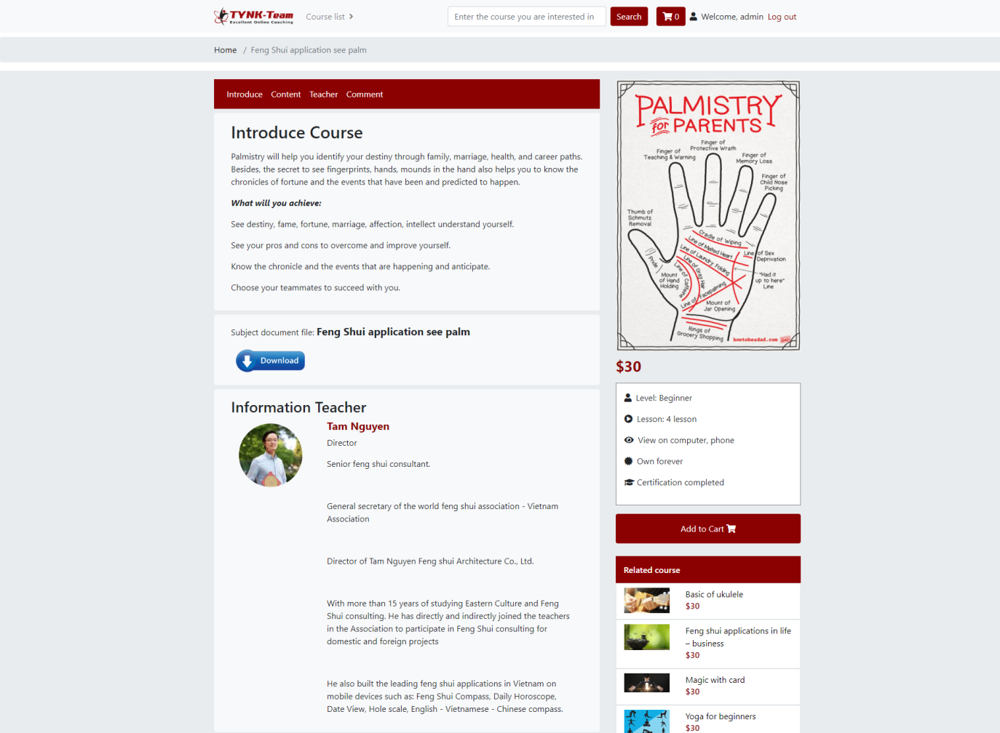 TYNK-Team
Excellent Online Coaching
Course list
Enter the course you are interested in
Search
0
Welcome, admin
Log out
Home / Feng Shui application see palm
Introduce Content Teacher Comment
Introduce Course
Palmistry will help you identify your destiny through family, marriage, health, and career paths.
Besides, the secret to see fingerprints, hands, mounds in the hand also helps you to know the
chronicles of fortune and the events that have been and predicted to happen.
What will you achieve:
See destiny, fame, fortune, marriage, affection, intellect understand yourself.
See your pros and cons to overcome and improve yourself.
Know the chronicle and the events that are happening and anticipate.
Choose your teammates to succeed with you.
Subject document file: Feng Shui application see palm
Download
Information Teacher
Tam Nguyen
Director
Senior feng shui consultant.
General secretary of the world feng shui association - Vietnam
Association
Director of Tam Nguyen Feng shui Architecture Co., Ltd.
With more than 15 years of studying Eastern Culture and Feng
Shui consulting. He has directly and indirectly joined the teachers
in the Association to participate in Feng Shui consulting for
domestic and foreign projects
He also built the leading feng shui applications in Vietnam on
mobile devices such as: Feng Shui Compass, Daily Horoscope,
Date View, Hole scale, English - Vietnamese - Chinese compass.
PALMISTRY
for PARENTS
Finger of
Teaching & Warning
Finger of
Protective Wrath
Finger of
Memory Loss
Finger of
Child Nose
Picking
Thumb of
Schmutz
Removal
Cradle of Wiping
Line of Melted Heart
Line of Laundry Folding
Line of Gray Hair
Line of Caffeine
Line of Facepalming
Line of Sex
Deprivation
Pride
Mount
of Hand
Holding
"Had it
up to here"
Line
Mount of
Jar Opening
Rings of
Grocery Shopping
howtobeadad.com
DAD
$30
Level: Beginner
Lesson: 4 lesson
View on computer, phone
Own forever
Certification completed
Add to Cart
Related course
Basic of ukulele
$30
Feng shui applications in life
– business
$30
Magic with card
$30
Yoga for beginners
$30